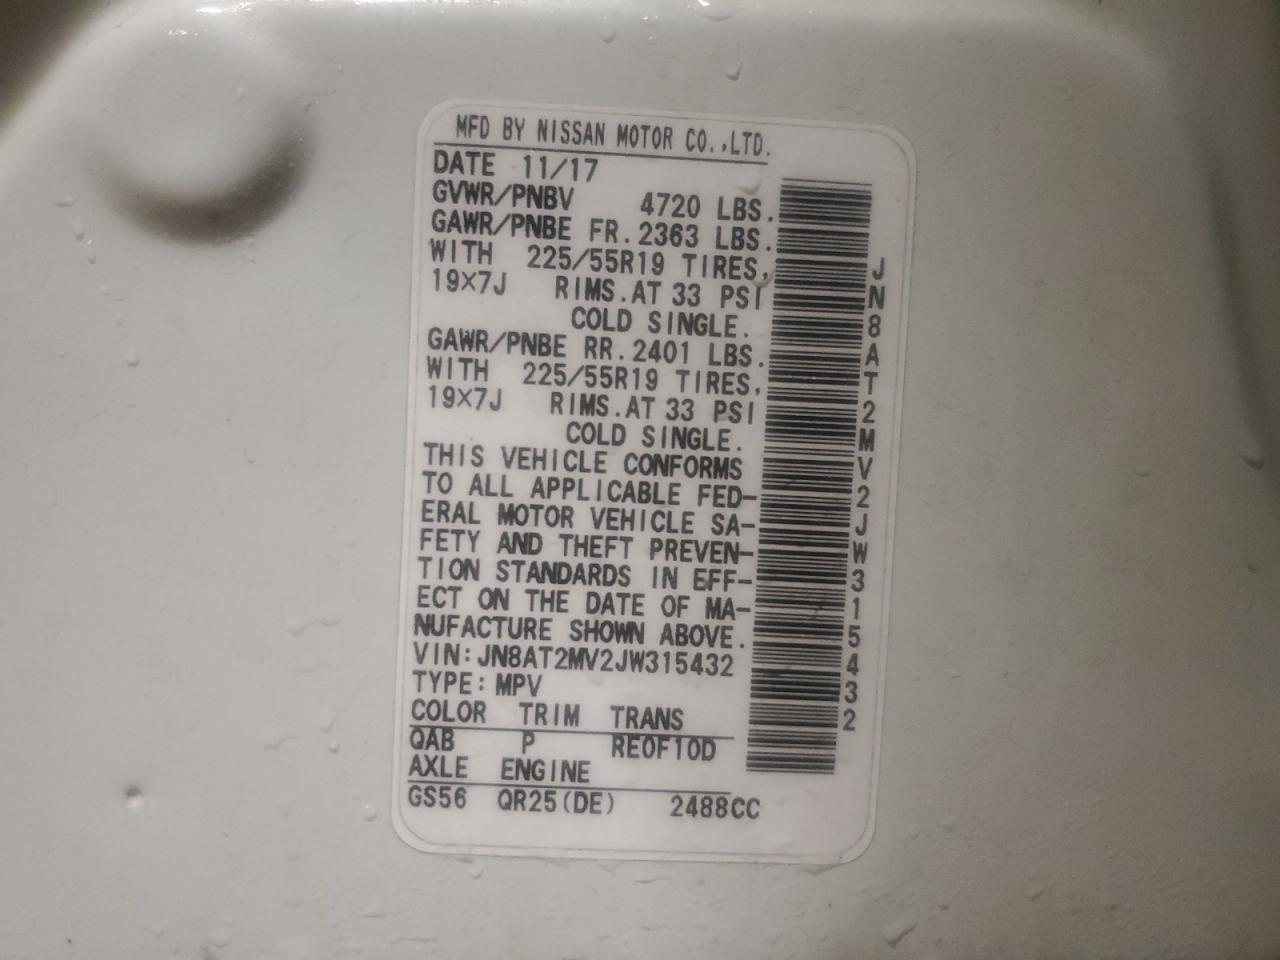 MFD BY NISSAN MOTOR CO.,LTD.
DATE 11/17
GVWR/PNBV 4720 LBS.
GAWR/PNBE FR.2363 LBS.
WITH 225/55R19 TIRES,
19×7J RIMS.AT 33 PSI
COLD SINGLE.
GAWR/PNBE RR.2401 LBS.
WITH 225/55R19 TIRES,
19×7J RIMS.AT 33 PSI
COLD SINGLE.
THIS VEHICLE CONFORMS
TO ALL APPLICABLE FED-
ERAL MOTOR VEHICLE SA-
FETY AND THEFT PREVEN-
TION STANDARDS IN EFF-
ECT ON THE DATE OF MA-
NUFACTURE SHOWN ABOVE.
VIN:JN8AT2MV2JW315432
TYPE:MPV
COLOR TRIM TRANS
QAB P RE0F10D
AXLE ENGINE
GS56 QR25(DE) 2488CC
JN8AT2MV2JW315432